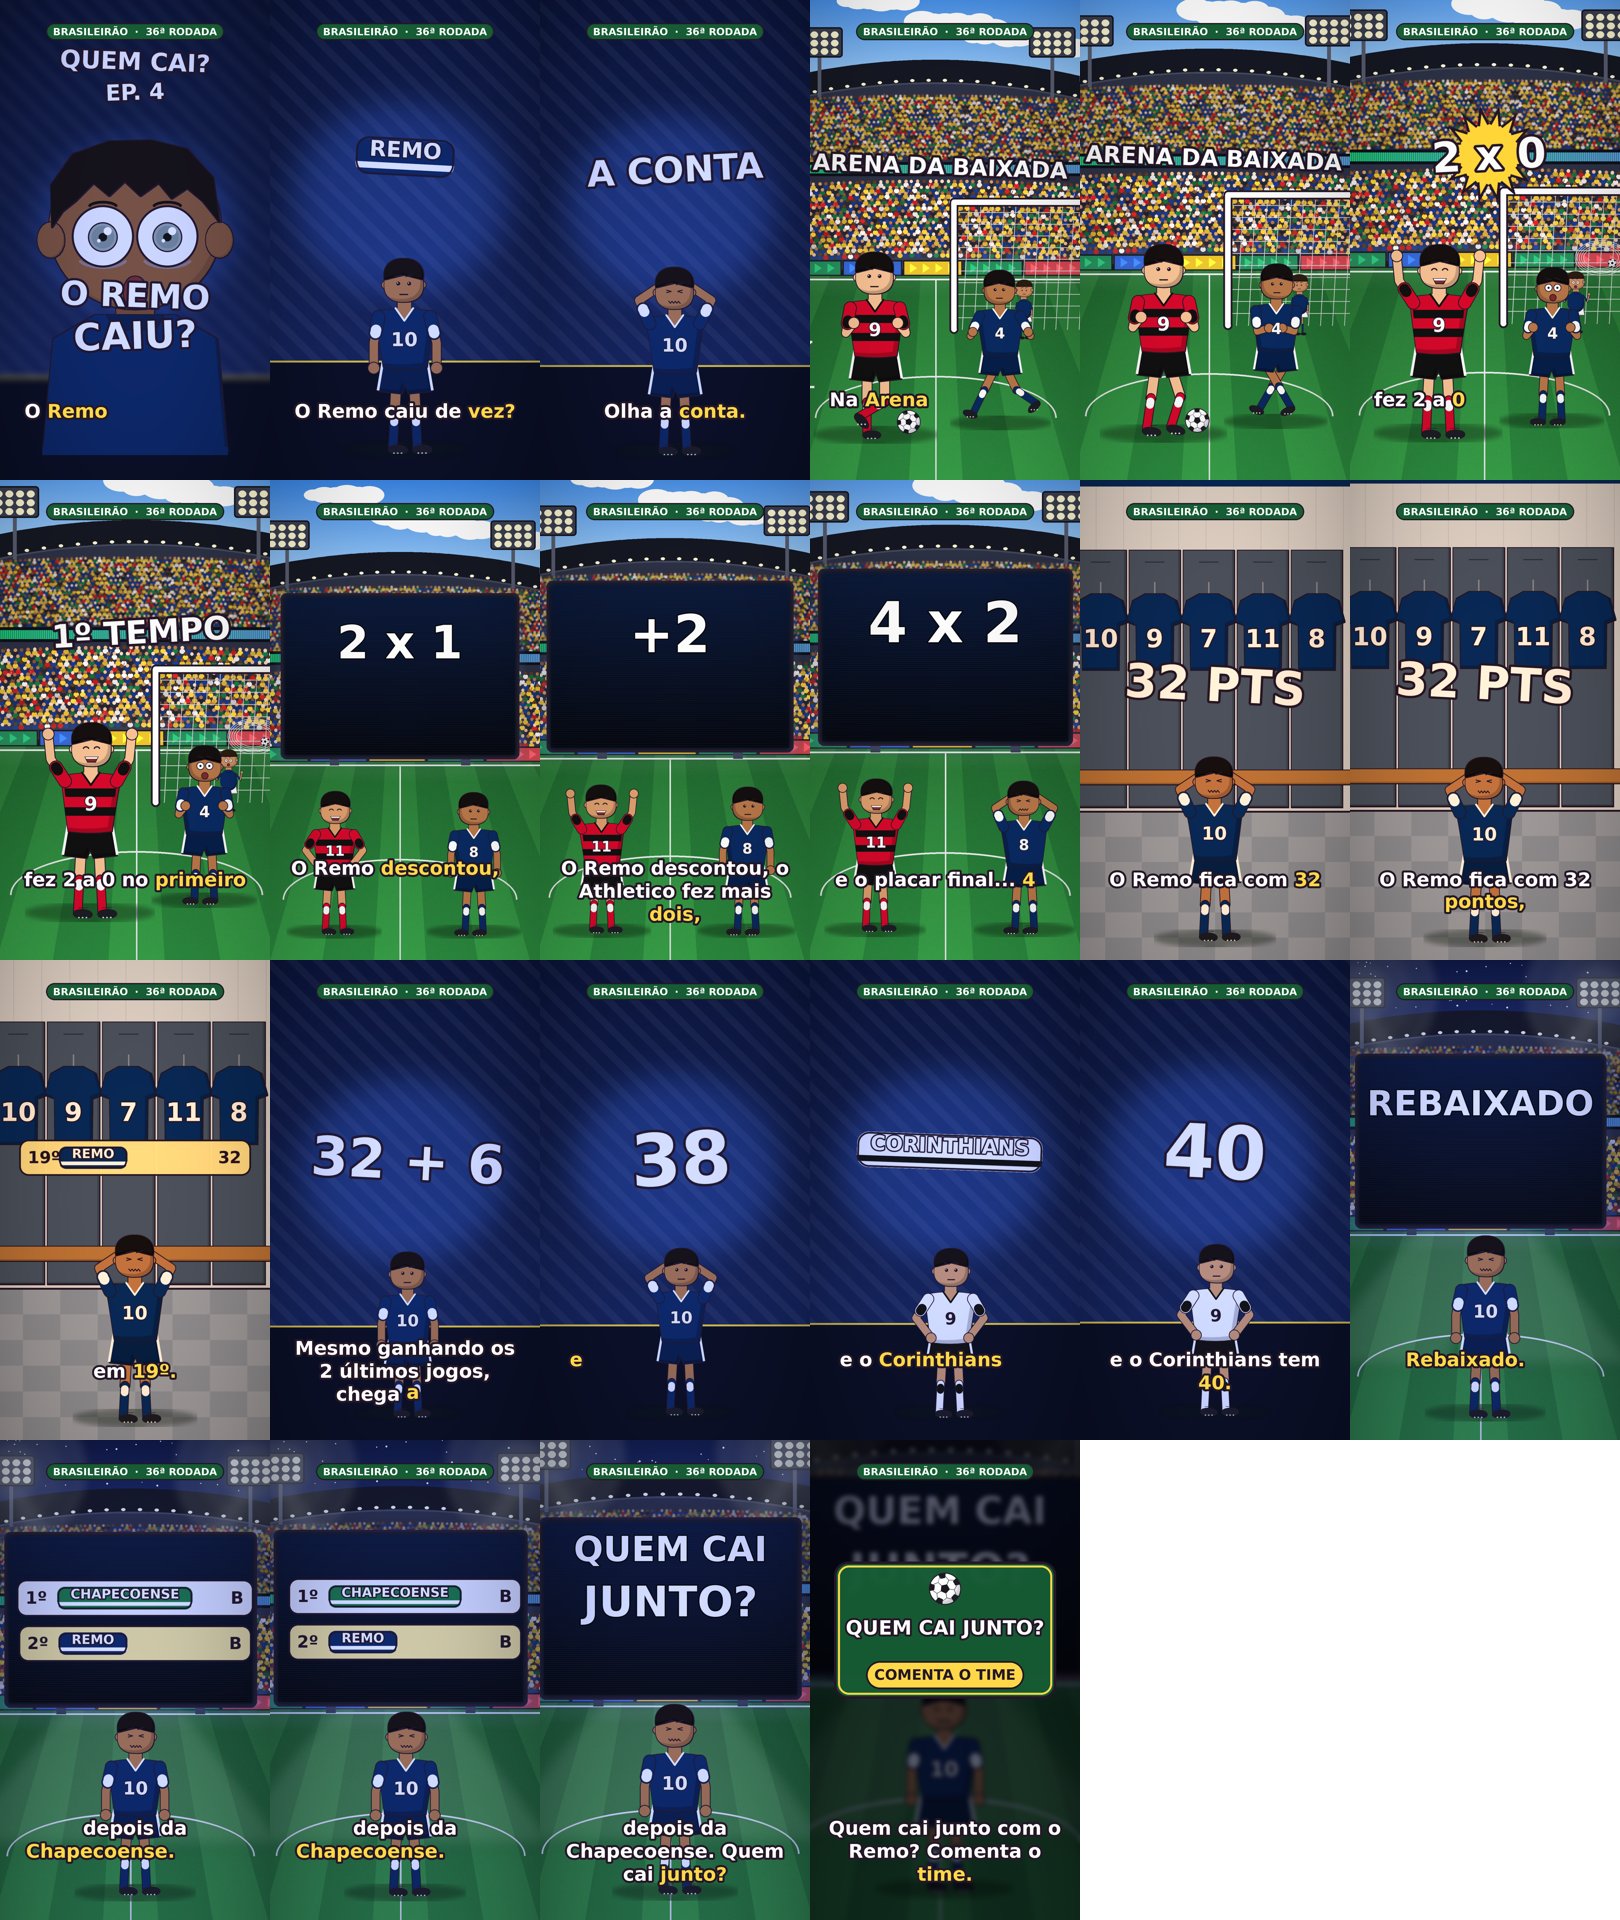 BRASILEIRÃO · 36ª RODADA
QUEM CAI?
EP. 4
O REMO
CAIU?
O Remo
BRASILEIRÃO · 36ª RODADA
REMO
10
O Remo caiu de vez?
BRASILEIRÃO · 36ª RODADA
A CONTA
10
Olha a conta.
BRASILEIRÃO · 36ª RODADA
ARENA DA BAIXADA
9
4
Na Arena
BRASILEIRÃO · 36ª RODADA
ARENA DA BAIXADA
9
4
BRASILEIRÃO · 36ª RODADA
2 x 0
9
4
fez 2 a 0
BRASILEIRÃO · 36ª RODADA
1º TEMPO
9
4
fez 2 a 0 no primeiro
BRASILEIRÃO · 36ª RODADA
2 x 1
11
8
O Remo descontou,
BRASILEIRÃO · 36ª RODADA
+2
11
8
O Remo descontou, o
Athletico fez mais
dois,
BRASILEIRÃO · 36ª RODADA
4 x 2
11
8
e o placar final... 4
BRASILEIRÃO · 36ª RODADA
10 9 7 11 8
32 PTS
10
O Remo fica com 32
BRASILEIRÃO · 36ª RODADA
10 9 7 11 8
32 PTS
10
O Remo fica com 32
pontos,
BRASILEIRÃO · 36ª RODADA
10 9 7 11 8
19º REMO 32
10
em 19º.
BRASILEIRÃO · 36ª RODADA
32 + 6
10
Mesmo ganhando os
2 últimos jogos,
chega a
BRASILEIRÃO · 36ª RODADA
38
10
e
BRASILEIRÃO · 36ª RODADA
CORINTHIANS
9
e o Corinthians
BRASILEIRÃO · 36ª RODADA
40
9
e o Corinthians tem
40.
BRASILEIRÃO · 36ª RODADA
REBAIXADO
10
Rebaixado.
BRASILEIRÃO · 36ª RODADA
1º CHAPECOENSE B
2º REMO B
10
depois da
Chapecoense.
BRASILEIRÃO · 36ª RODADA
1º CHAPECOENSE B
2º REMO B
10
depois da
Chapecoense.
BRASILEIRÃO · 36ª RODADA
QUEM CAI
JUNTO?
10
depois da
Chapecoense. Quem
cai junto?
BRASILEIRÃO · 36ª RODADA
QUEM CAI
JUNTO?
QUEM CAI JUNTO?
COMENTA O TIME
10
Quem cai junto com o
Remo? Comenta o
time.